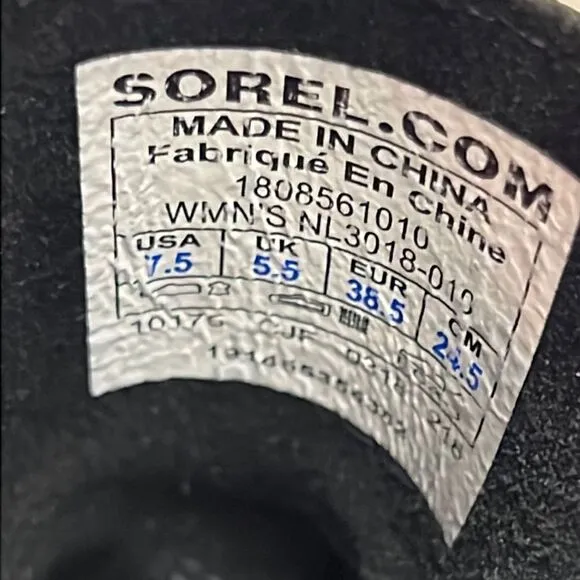 SOREL.COM
MADE IN CHINA
Fabriqué En Chine
1808561010
WMN'S NL3018-010
USA UK EUR CM
7.5 5.5 38.5 24.5